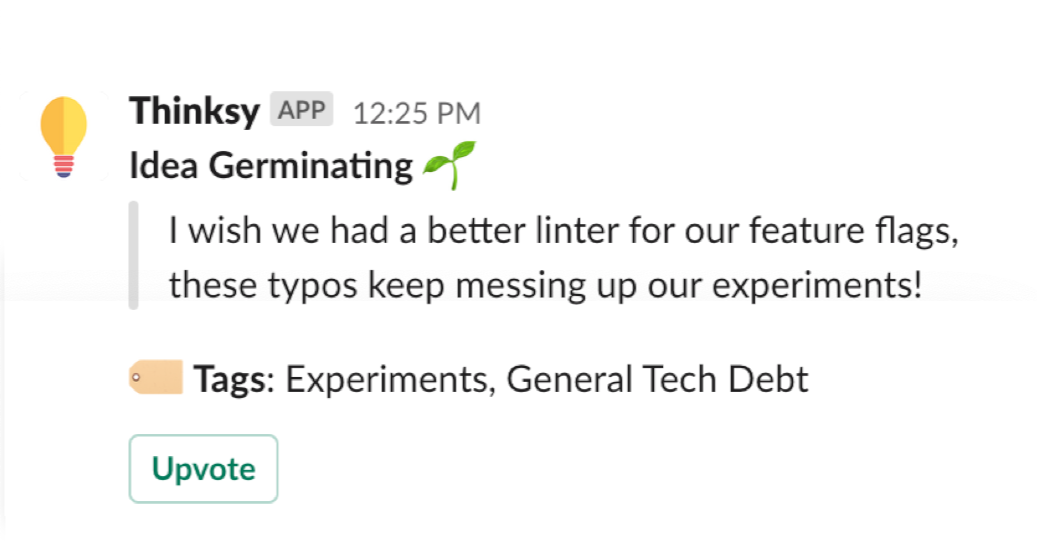 Thinksy APP 12:25 PM
Idea Germinating
I wish we had a better linter for our feature flags,
these typos keep messing up our experiments!
Tags: Experiments, General Tech Debt
Upvote